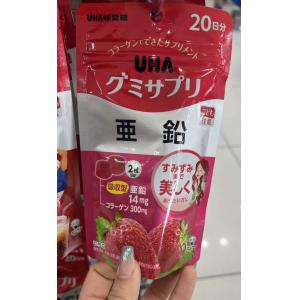 UHA味覚糖
20日分
コラーゲンでできたサプリメント
UHA
グミサプリ
亜鉛
2粒
すみずみ
まで
美しく
吸収型 亜鉛
14mg
コラーゲン300mg